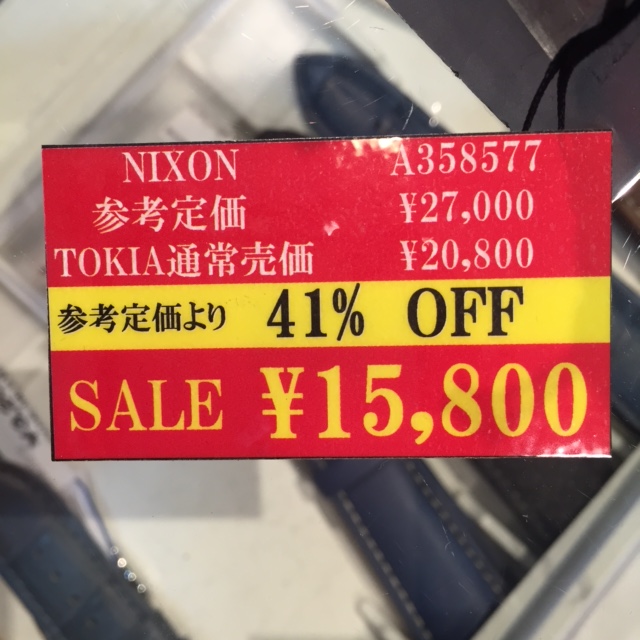 NIXON A358577
参考定価 ¥27,000
TOKIA通常売価 ¥20,800
参考定価より 41% OFF
SALE ¥15,800